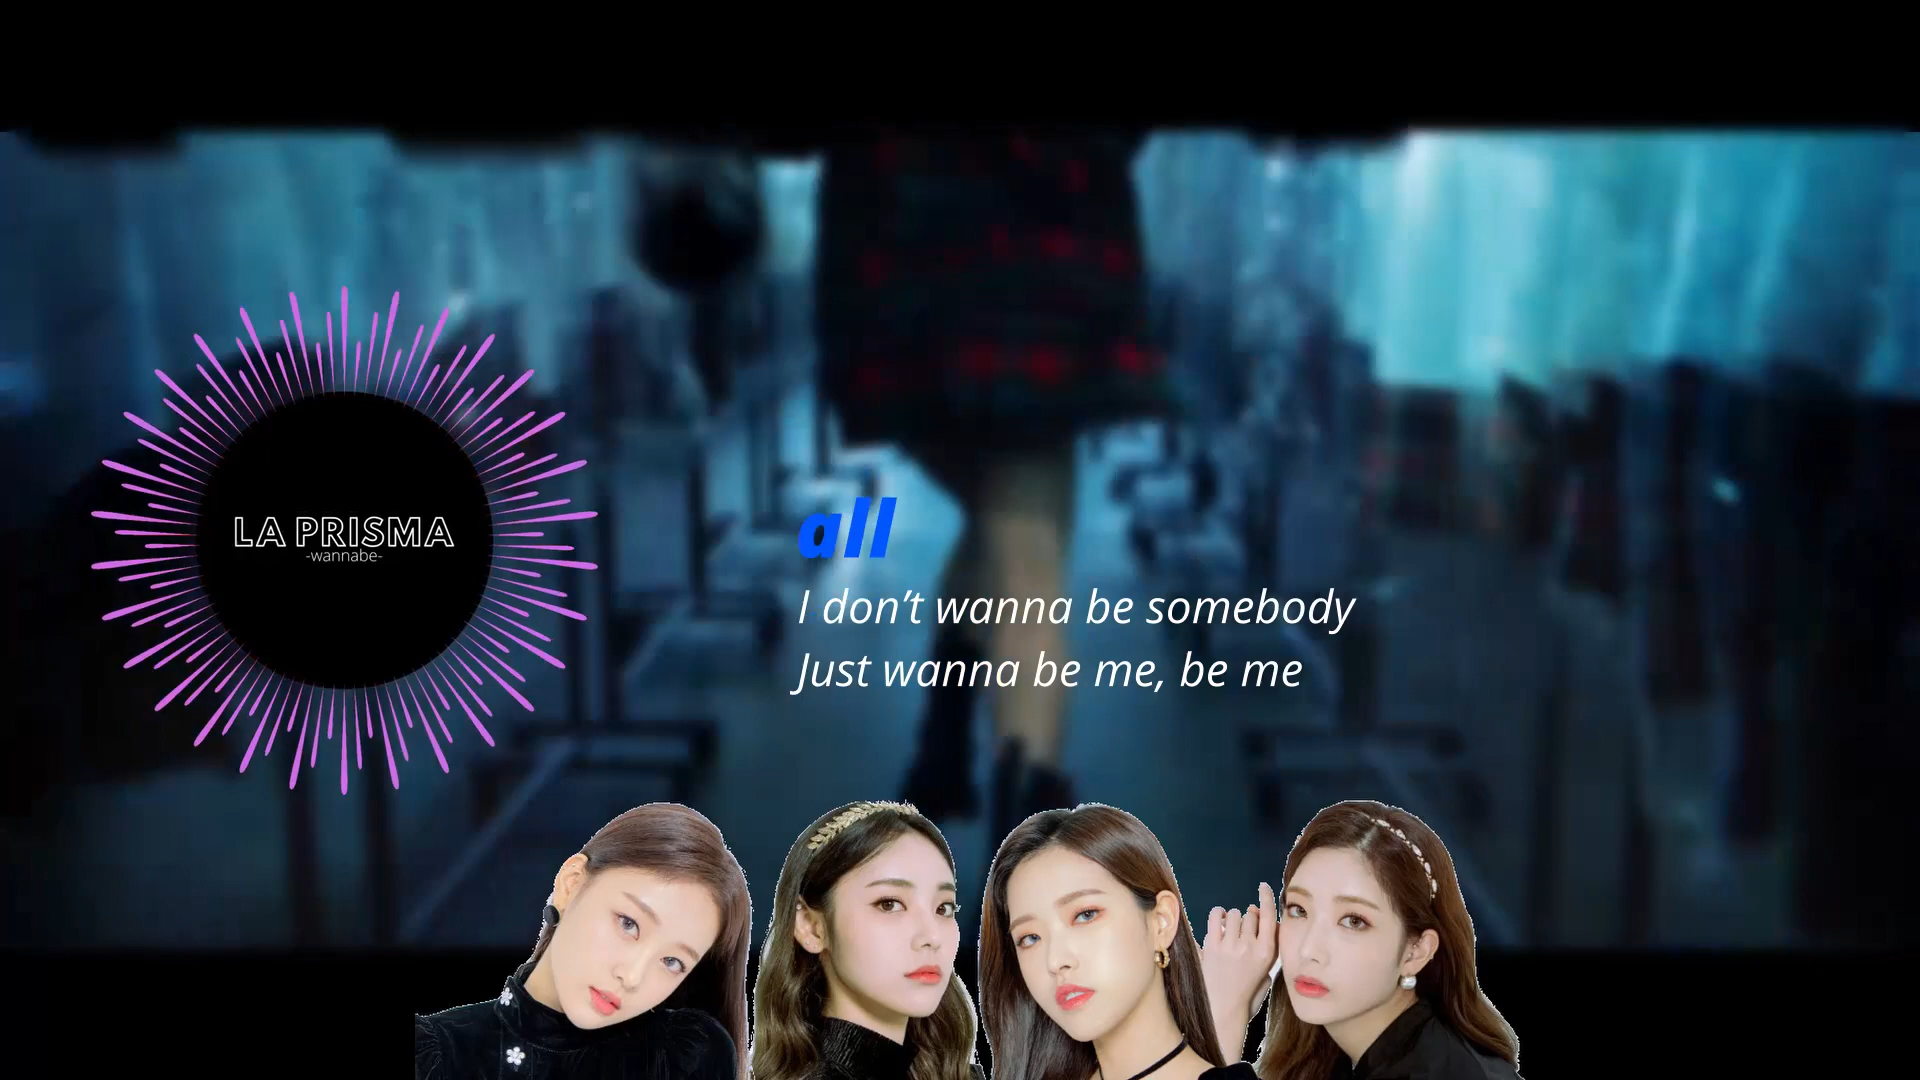 LA PRISMA
-wannabe-
all
I don’t wanna be somebody
Just wanna be me, be me